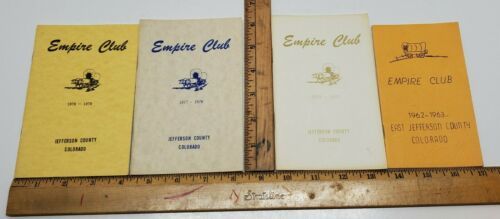 Empire Club
1978 - 1979
JEFFERSON COUNTY
COLORADO
Empire Club
1977 - 1978
JEFFERSON COUNTY
COLORADO
Empire Club
JEFFERSON COUNTY
COLORADO
EMPIRE CLUB
1962-1963
EAST JEFFERSON COUNTY
COLORADO